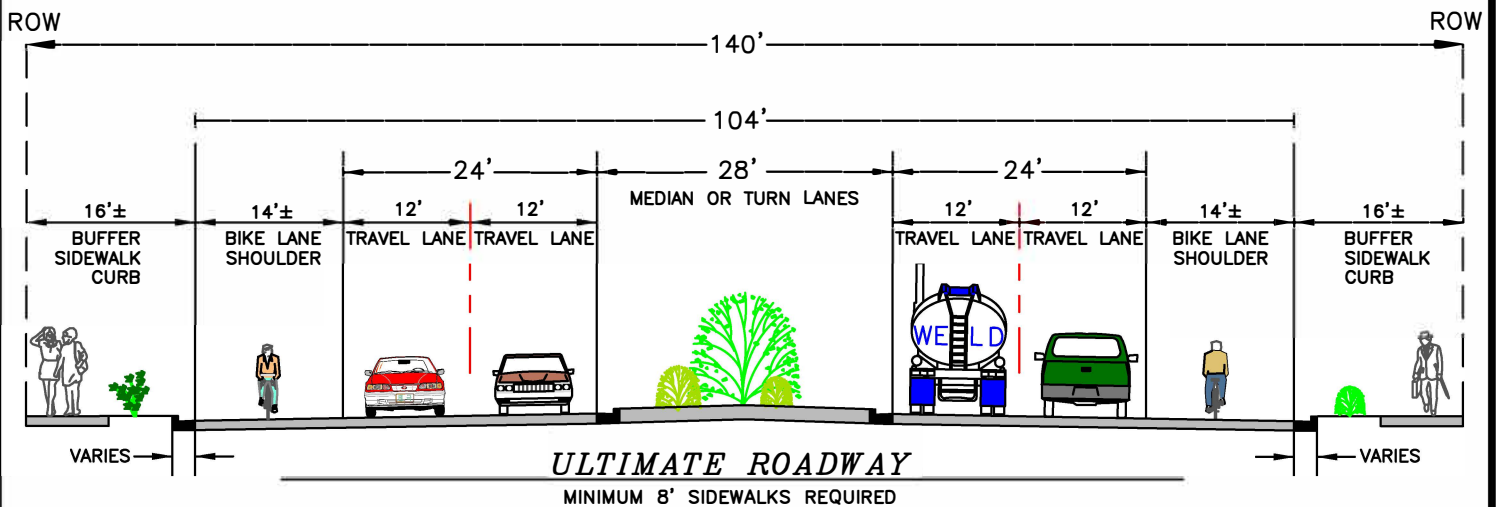 ROW
ROW
140'
104'
24'
28'
24'
MEDIAN OR TURN LANES
16'±
14'±
12'
12'
12'
12'
14'±
16'±
BUFFER
SIDEWALK
CURB
BIKE LANE
SHOULDER
TRAVEL LANE
TRAVEL LANE
TRAVEL LANE
TRAVEL LANE
BIKE LANE
SHOULDER
BUFFER
SIDEWALK
CURB
WELD
VARIES
VARIES
ULTIMATE ROADWAY
MINIMUM 8' SIDEWALKS REQUIRED